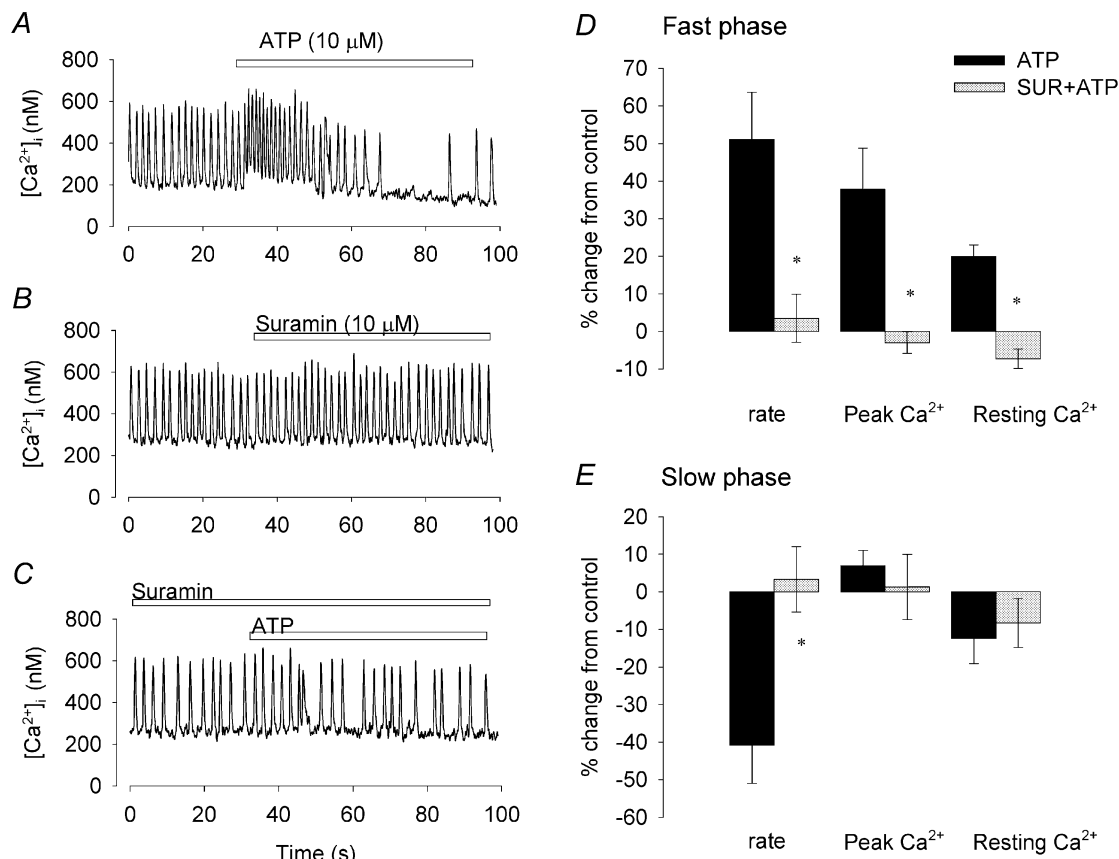 A
ATP (10 µM)
800
600
400
200
0
[Ca²⁺]ᵢ (nM)
0 20 40 60 80 100
B
Suramin (10 µM)
800
600
400
200
0
[Ca²⁺]ᵢ (nM)
0 20 40 60 80 100
C
Suramin
ATP
800
600
400
200
0
[Ca²⁺]ᵢ (nM)
0 20 40 60 80 100
Time (s)
D Fast phase
ATP
SUR+ATP
70
60
50
40
30
20
10
0
-10
% change from control
* * *
rate Peak Ca²⁺ Resting Ca²⁺
E Slow phase
20
10
0
-10
-20
-30
-40
-50
-60
% change from control
*
rate Peak Ca²⁺ Resting Ca²⁺